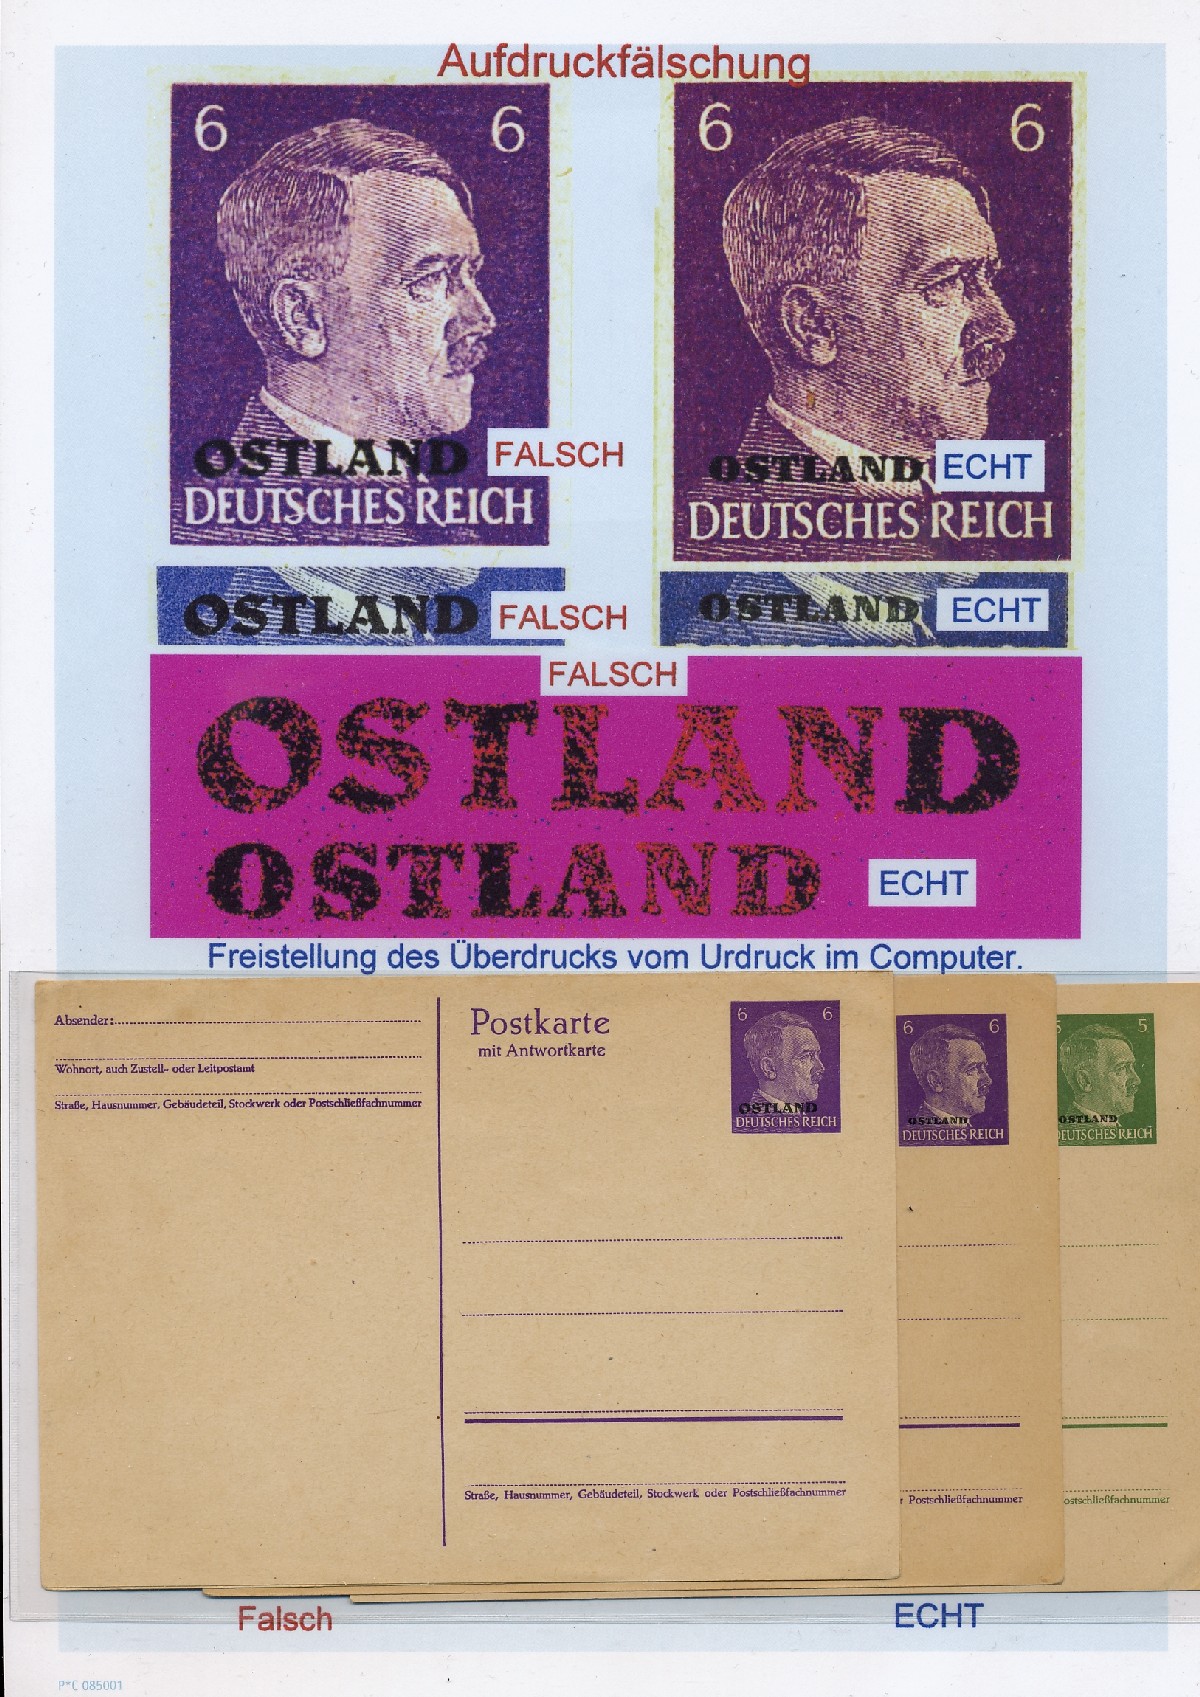 Aufdruckfälschung
6 6
6 6
OSTLAND FALSCH
DEUTSCHES REICH
OSTLAND ECHT
DEUTSCHES REICH
OSTLAND FALSCH
OSTLAND ECHT
FALSCH
OSTLAND
OSTLAND ECHT
Freistellung des Überdrucks vom Urdruck im Computer.
Absender:
Wohnort, auch Zustell- oder Leitpostamt
Straße, Hausnummer, Gebäudeteil, Stockwerk oder Postschließfachnummer
Postkarte
mit Antwortkarte
6 6
OSTLAND
DEUTSCHES REICH
Straße, Hausnummer, Gebäudeteil, Stockwerk oder Postschließfachnummer
6 6
OSTLAND
DEUTSCHES REICH
r Postschließfachnummer
5 5
OSTLAND
DEUTSCHES REICH
ostschließfachnummer
Falsch
ECHT
P*C 085001